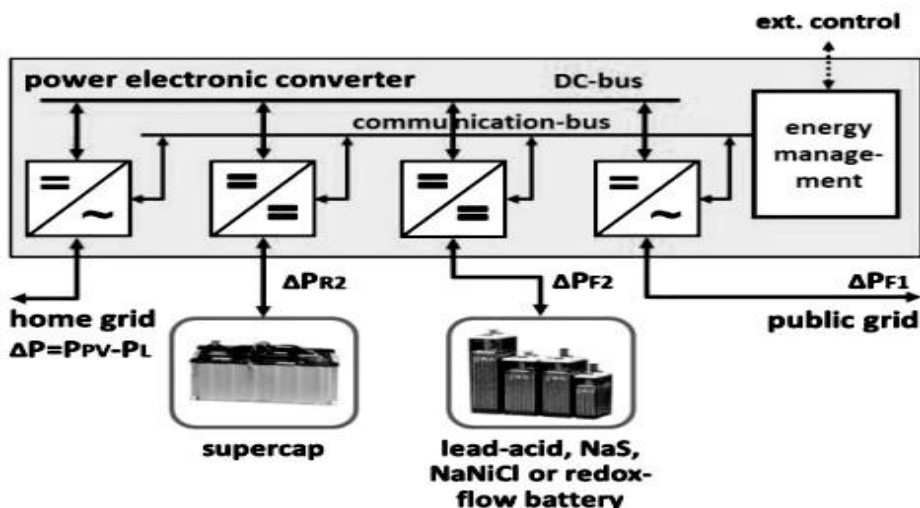 ext. control
power electronic converter
DC-bus
communication-bus
energy
manage-
ment
=
~
=
=
=
=
=
~
ΔPR2
ΔPF2
ΔPF1
home grid
public grid
ΔP=PPV-PL
supercap
lead-acid, NaS,
NaNiCl or redox-
flow battery